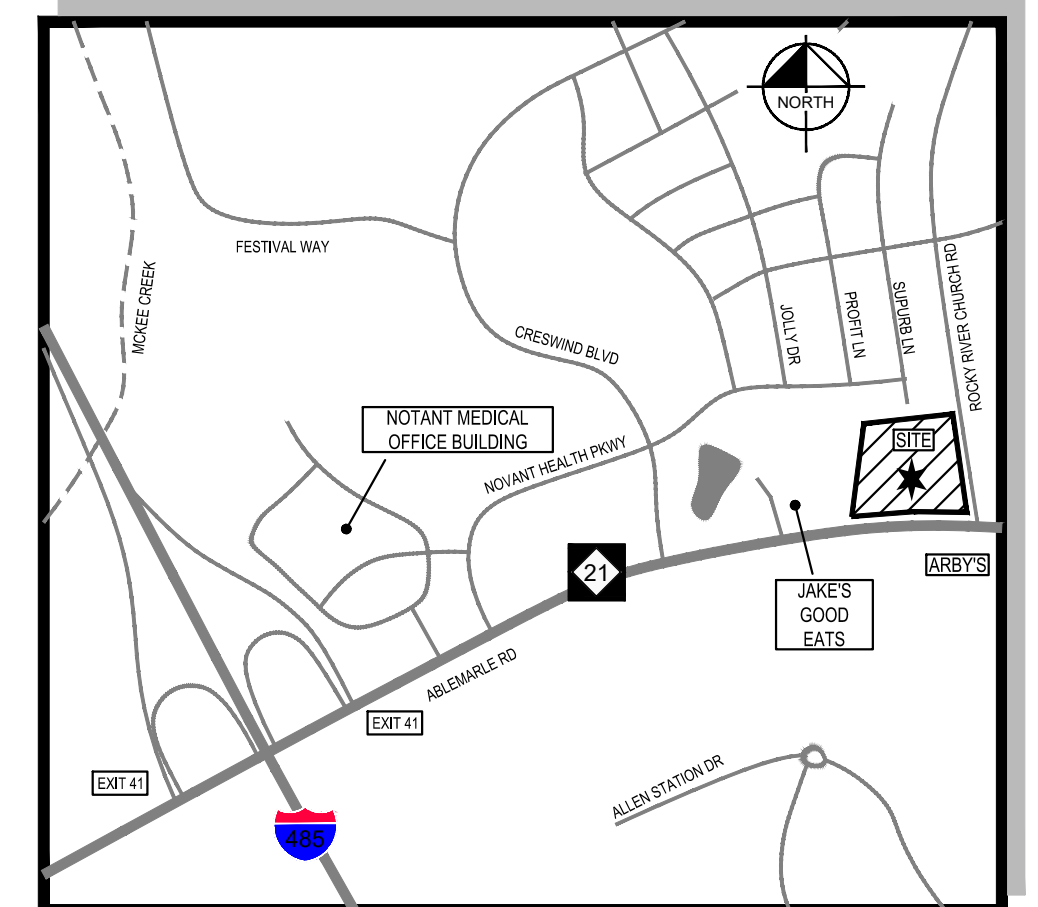 NORTH
FESTIVAL WAY
MCKEE CREEK
CRESWIND BLVD
JOLLY DR
PROFIT LN
SUPURB LN
ROCKY RIVER CHURCH RD
NOTANT MEDICAL
OFFICE BUILDING
NOVANT HEALTH PKWY
SITE
21
ARBY'S
JAKE'S
GOOD
EATS
ABLEMARLE RD
EXIT 41
EXIT 41
ALLEN STATION DR
485